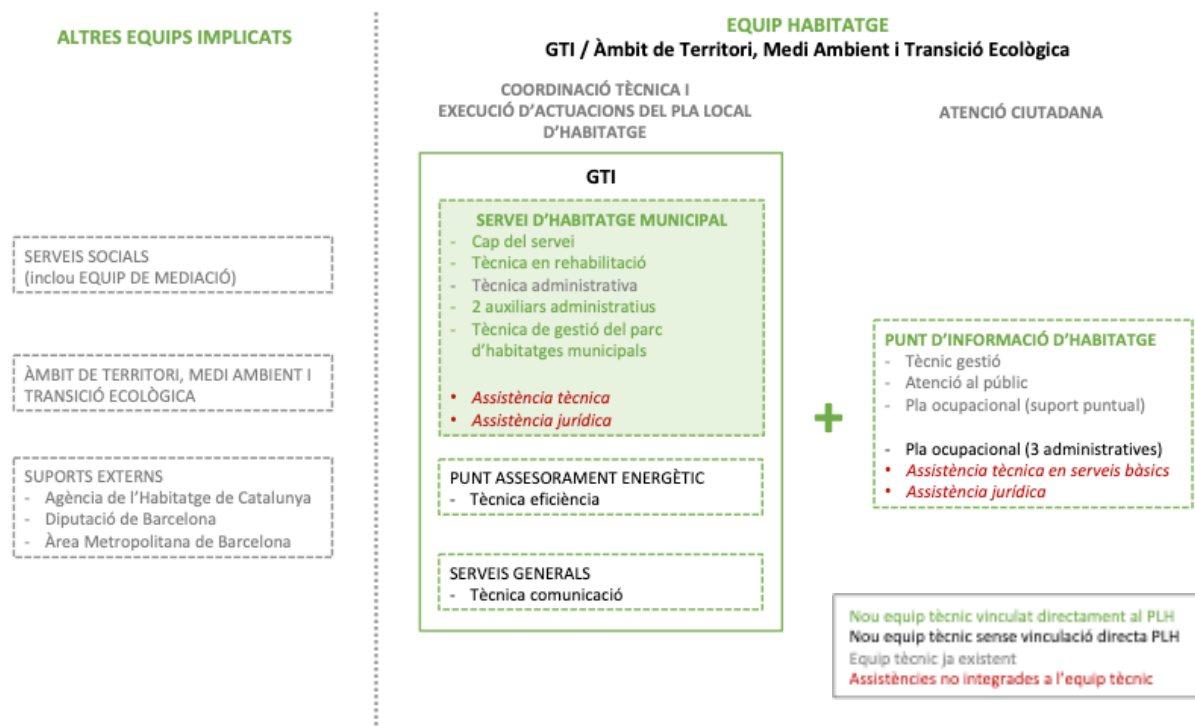 ALTRES EQUIPS IMPLICATS
SERVEIS SOCIALS
(inclou EQUIP DE MEDIACIÓ)
ÀMBIT DE TERRITORI, MEDI AMBIENT I
TRANSICIÓ ECOLÒGICA
SUPORTS EXTERNS
- Agència de l'Habitatge de Catalunya
- Diputació de Barcelona
- Àrea Metropolitana de Barcelona
EQUIP HABITATGE
GTI / Àmbit de Territori, Medi Ambient i Transició Ecològica
COORDINACIÓ TÈCNICA I
EXECUCIÓ D'ACTUACIONS DEL PLA LOCAL
D'HABITATGE
GTI
SERVEI D'HABITATGE MUNICIPAL
- Cap del servei
- Tècnica en rehabilitació
- Tècnica administrativa
- 2 auxiliars administratius
- Tècnica de gestió del parc
d'habitatges municipals
• Assistència tècnica
• Assistència jurídica
PUNT ASSESORAMENT ENERGÈTIC
- Tècnica eficiència
SERVEIS GENERALS
- Tècnica comunicació
+
ATENCIÓ CIUTADANA
PUNT D'INFORMACIÓ D'HABITATGE
- Tècnic gestió
- Atenció al públic
- Pla ocupacional (suport puntual)
- Pla ocupacional (3 administratives)
• Assistència tècnica en serveis bàsics
• Assistència jurídica
Nou equip tècnic vinculat directament al PLH
Nou equip tècnic sense vinculació directa PLH
Equip tècnic ja existent
Assistències no integrades a l'equip tècnic